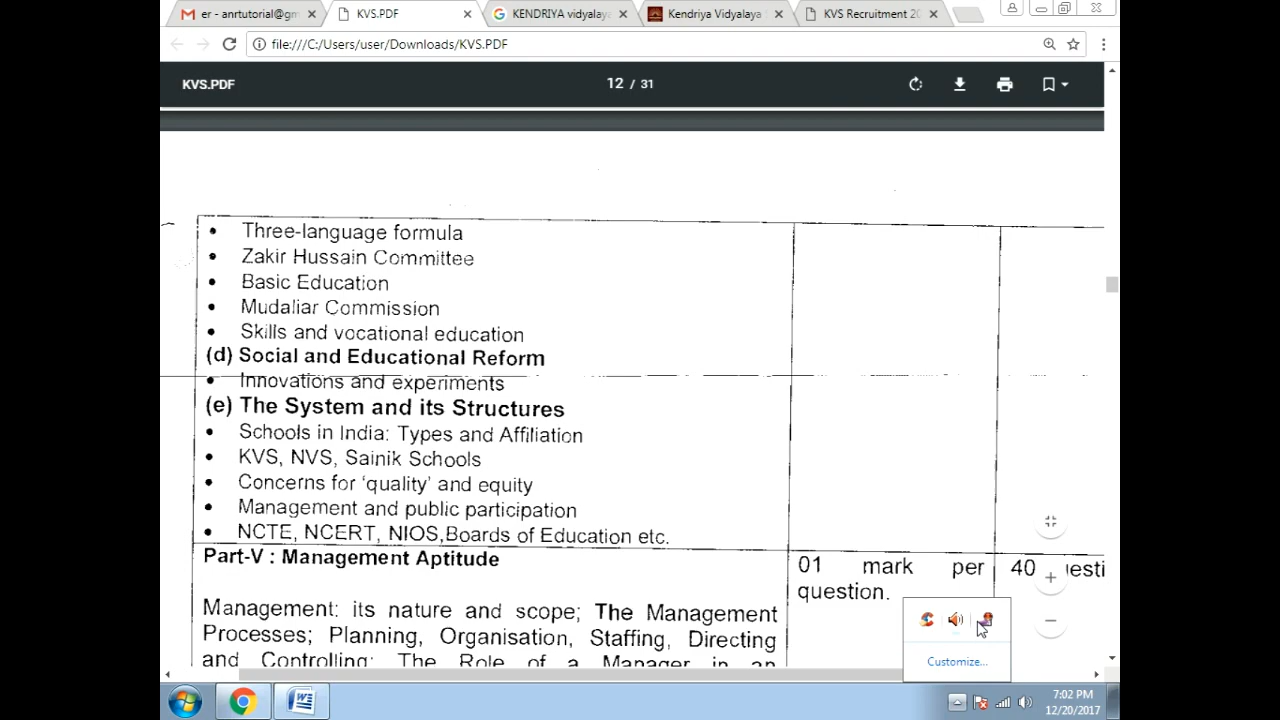 er - anrtutorial@gm
KVS.PDF
KENDRIYA vidyalay
Kendriya Vidyalaya
KVS Recruitment 20
file:///C:/Users/user/Downloads/KVS.PDF
KVS.PDF
12 / 31
• Three-language formula
• Zakir Hussain Committee
• Basic Education
• Mudaliar Commission
• Skills and vocational education
(d) Social and Educational Reform
• Innovations and experiments
(e) The System and its Structures
• Schools in India: Types and Affiliation
• KVS, NVS, Sainik Schools
• Concerns for 'quality' and equity
• Management and public participation
• NCTE, NCERT, NIOS,Boards of Education etc.
Part-V : Management Aptitude
01 mark per
question.
40 uesti
Management: its nature and scope; The Management
Processes; Planning, Organisation, Staffing, Directing
and Controlling; The Role of a Manager in an
Customize...
7:02 PM
12/20/2017